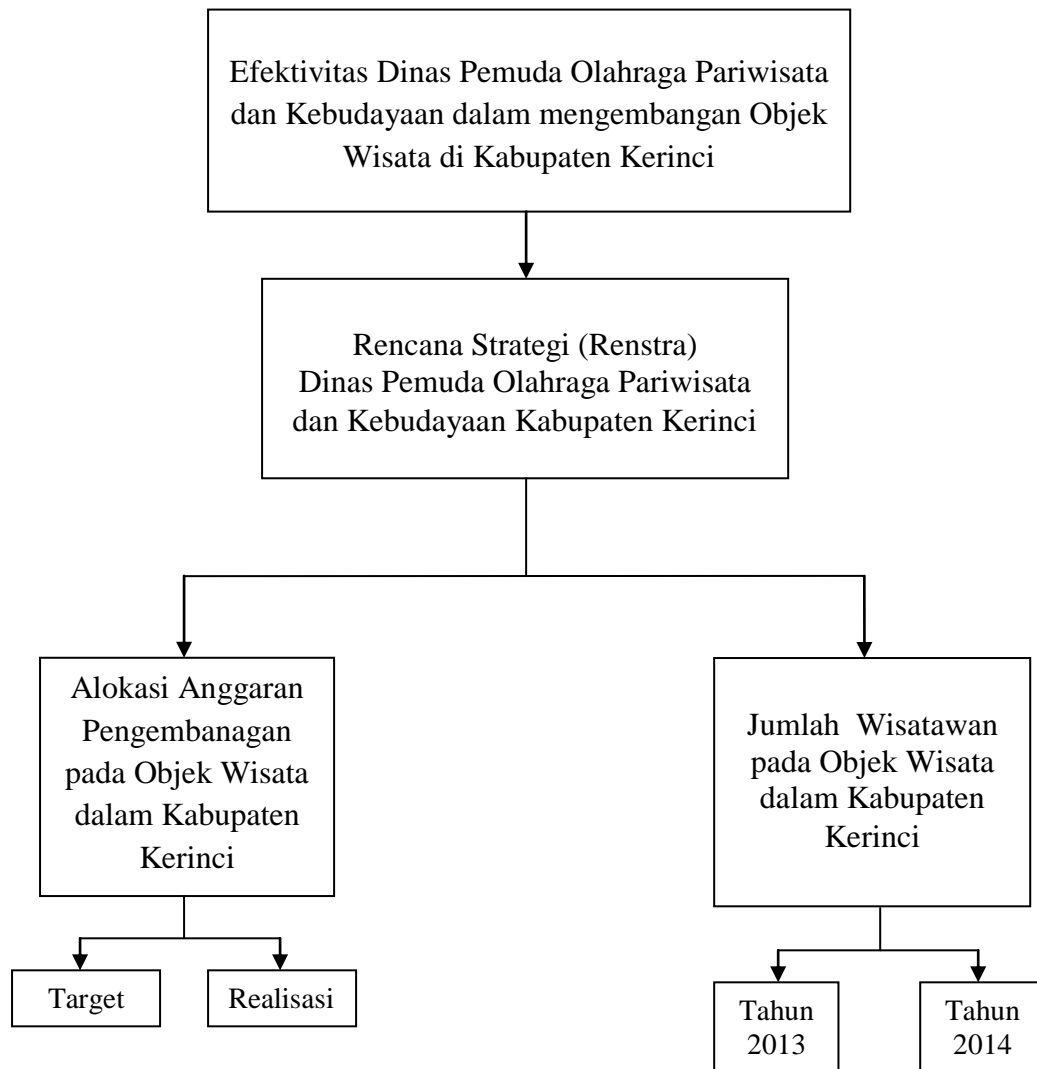 Efektivitas Dinas Pemuda Olahraga Pariwisata
dan Kebudayaan dalam mengembangan Objek
Wisata di Kabupaten Kerinci
Rencana Strategi (Renstra)
Dinas Pemuda Olahraga Pariwisata
dan Kebudayaan Kabupaten Kerinci
Alokasi Anggaran
Pengembanagan
pada Objek Wisata
dalam Kabupaten
Kerinci
Jumlah Wisatawan
pada Objek Wisata
dalam Kabupaten
Kerinci
Target
Realisasi
Tahun
2013
Tahun
2014